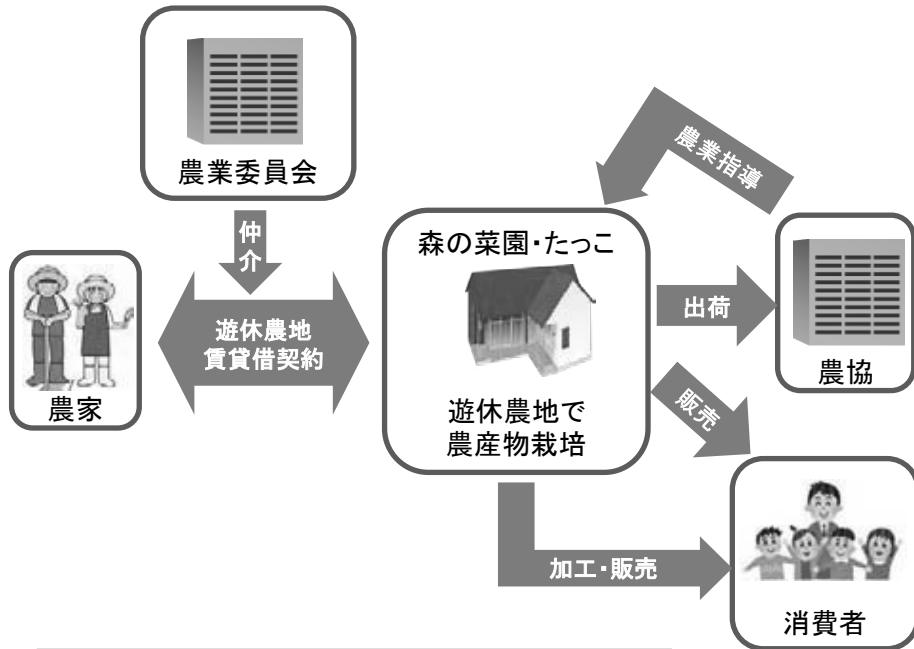 農業委員会
仲
介
農家
遊休農地
賃貸借契約
森の菜園・たっこ
遊休農地で
農産物栽培
農業指導
出荷
農協
販売
加工・販売
消費者